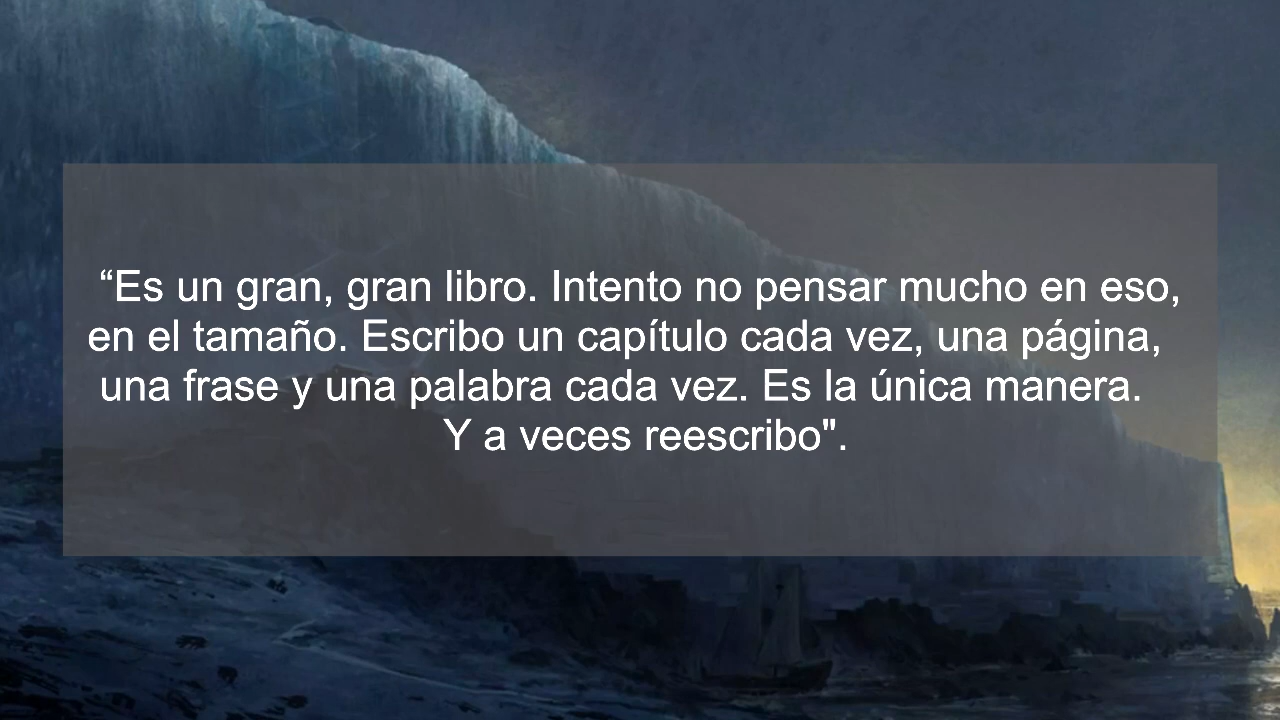 “Es un gran, gran libro. Intento no pensar mucho en eso,
en el tamaño. Escribo un capítulo cada vez, una página,
una frase y una palabra cada vez. Es la única manera.
Y a veces reescribo".